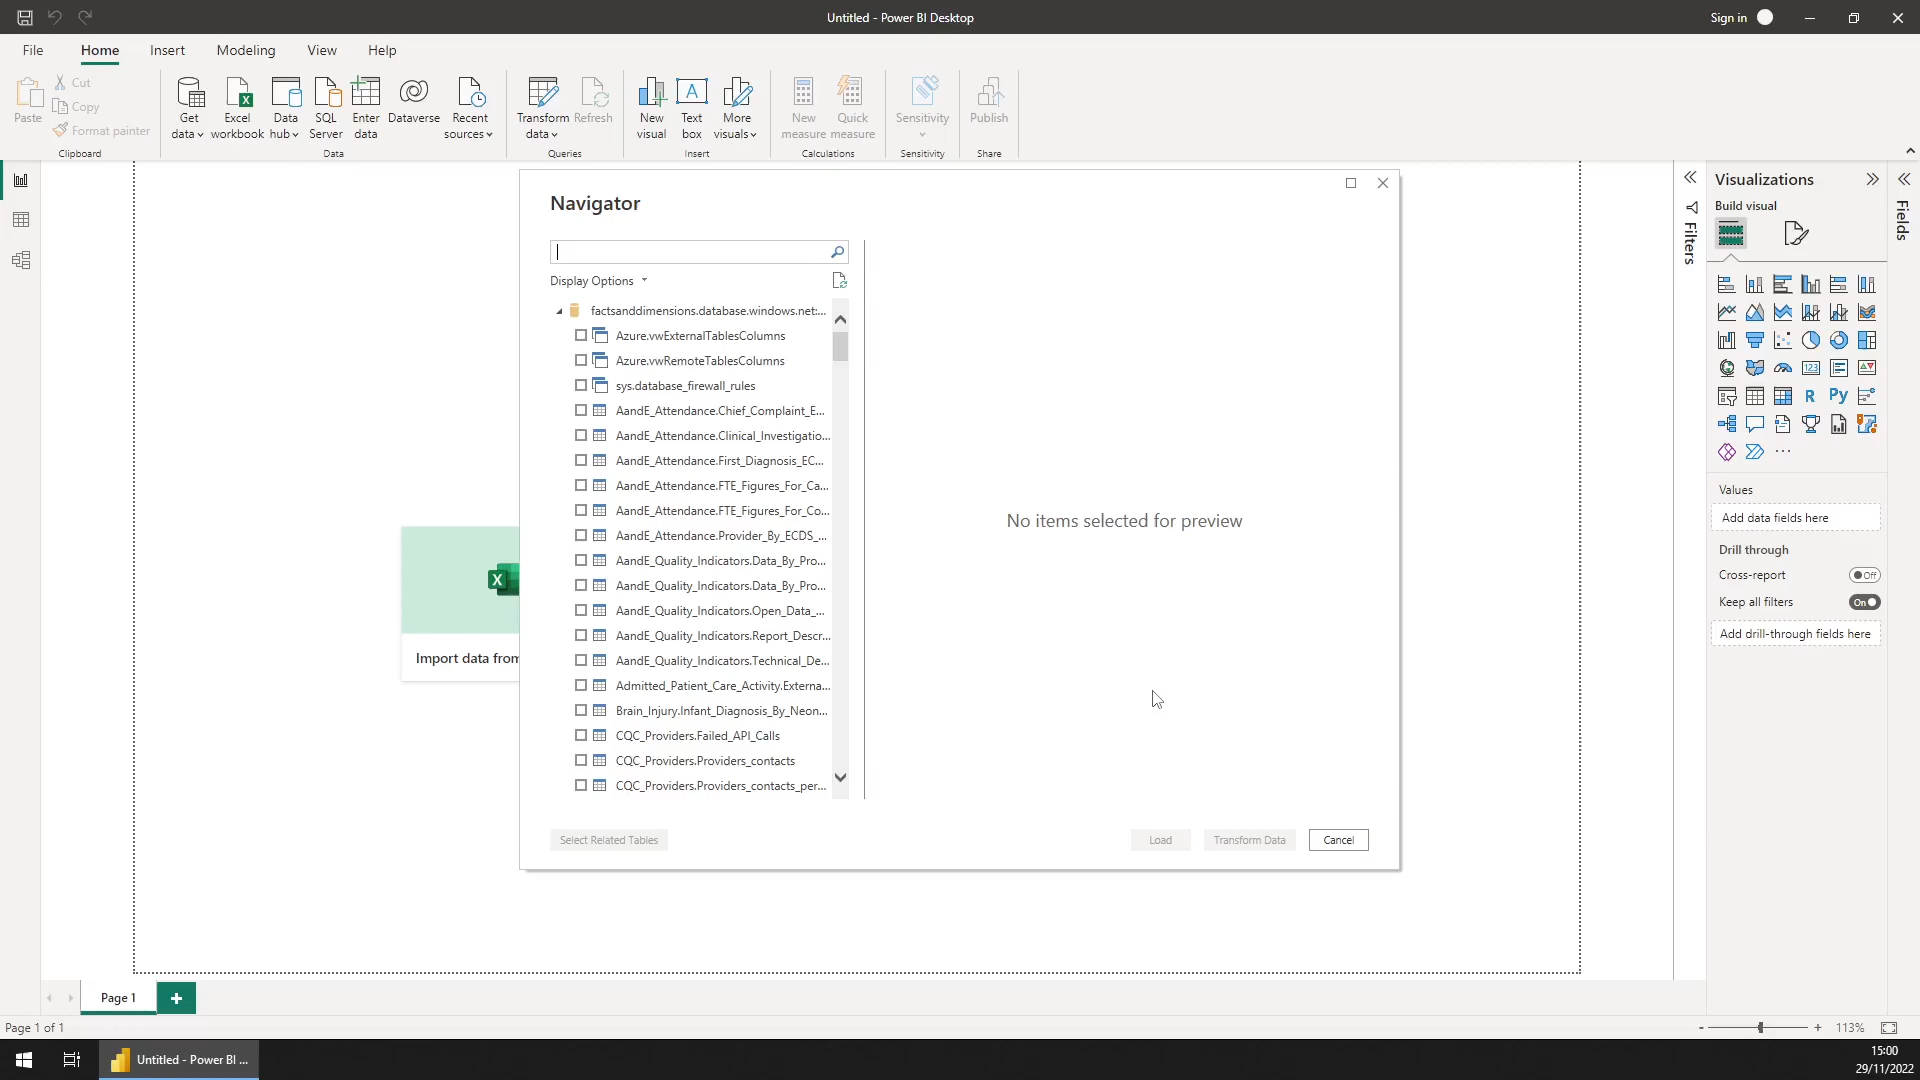 Untitled - Power BI Desktop
Sign in
File
Home
Insert
Modeling
View
Help
Paste
Cut
Copy
Format painter
Clipboard
Get data
Excel workbook
Data hub
SQL Server
Enter data
Dataverse
Recent sources
Data
Transform data
Refresh
Queries
New visual
Text box
More visuals
Insert
New measure
Quick measure
Calculations
Sensitivity
Sensitivity
Publish
Share
Import data from
Navigator
Display Options
factsanddimensions.database.windows.net:...
Azure.vwExternalTablesColumns
Azure.vwRemoteTablesColumns
sys.database_firewall_rules
AandE_Attendance.Chief_Complaint_E...
AandE_Attendance.Clinical_Investigatio...
AandE_Attendance.First_Diagnosis_EC...
AandE_Attendance.FTE_Figures_For_Ca...
AandE_Attendance.FTE_Figures_For_Co...
AandE_Attendance.Provider_By_ECDS_...
AandE_Quality_Indicators.Data_By_Pro...
AandE_Quality_Indicators.Data_By_Pro...
AandE_Quality_Indicators.Open_Data_...
AandE_Quality_Indicators.Report_Descr...
AandE_Quality_Indicators.Technical_De...
Admitted_Patient_Care_Activity.Externa...
Brain_Injury.Infant_Diagnosis_By_Neon...
CQC_Providers.Failed_API_Calls
CQC_Providers.Providers_contacts
CQC_Providers.Providers_contacts_per...
No items selected for preview
Select Related Tables
Load
Transform Data
Cancel
Filters
Visualizations
Build visual
123
R
Py
Values
Add data fields here
Drill through
Cross-report
Off
Keep all filters
On
Add drill-through fields here
Fields
Page 1
Page 1 of 1
113%
Untitled - Power BI ...
15:00
29/11/2022